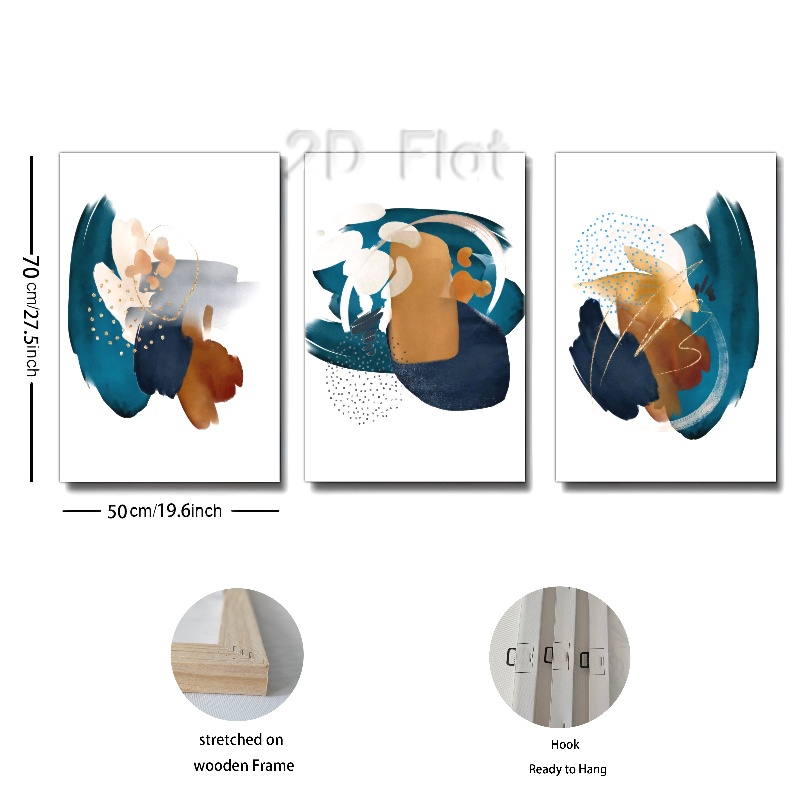 2D Flat
70 cm/27.5inch
50cm/19.6inch
stretched on
wooden Frame
Hook
Ready to Hang